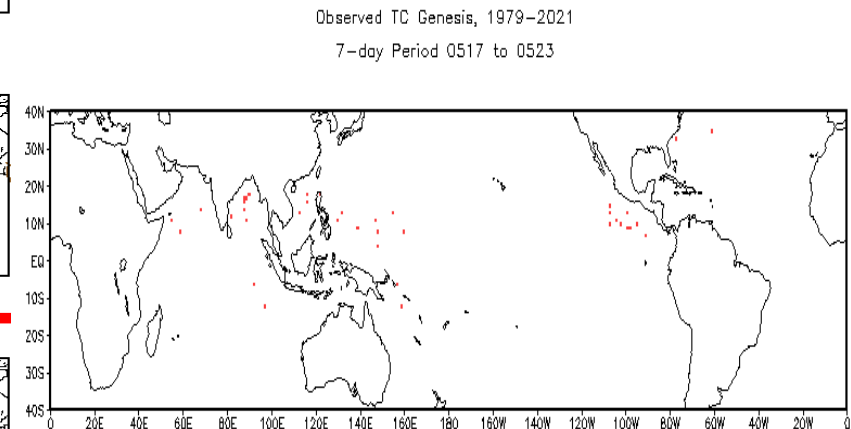 Observed TC Genesis, 1979-2021
7-day Period 0517 to 0523
40N
30N
20N
10N
EQ
10S
20S
30S
40S
0 20E 40E 60E 80E 100E 120E 140E 160E 180 160W 140W 120W 100W 80W 60W 40W 20W 0